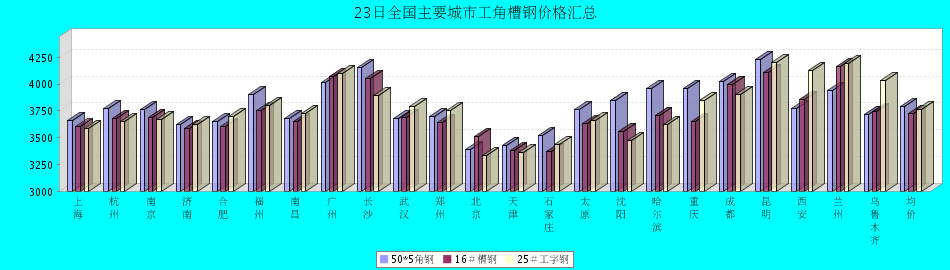 23日全国主要城市工角槽钢价格汇总
4250
4000
3750
3500
3250
3000
上海
杭州
南京
济南
合肥
福州
南昌
广州
长沙
武汉
郑州
北京
天津
石家庄
太原
沈阳
哈尔滨
重庆
成都
昆明
西安
兰州
乌鲁木齐
均价
50*5角钢 16＃槽钢 25＃工字钢